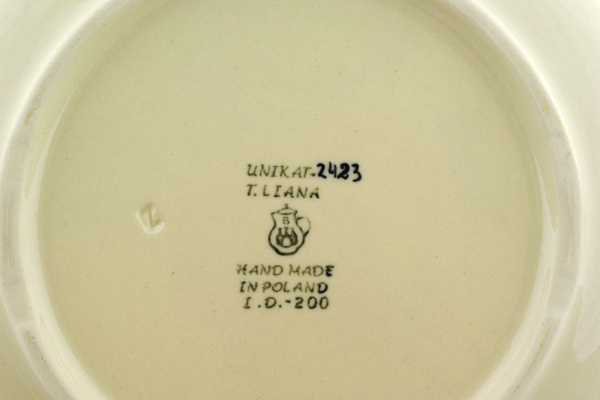 UNIKAT-2423
T. LIANA
B
HAND MADE
IN POLAND
I.D.-200